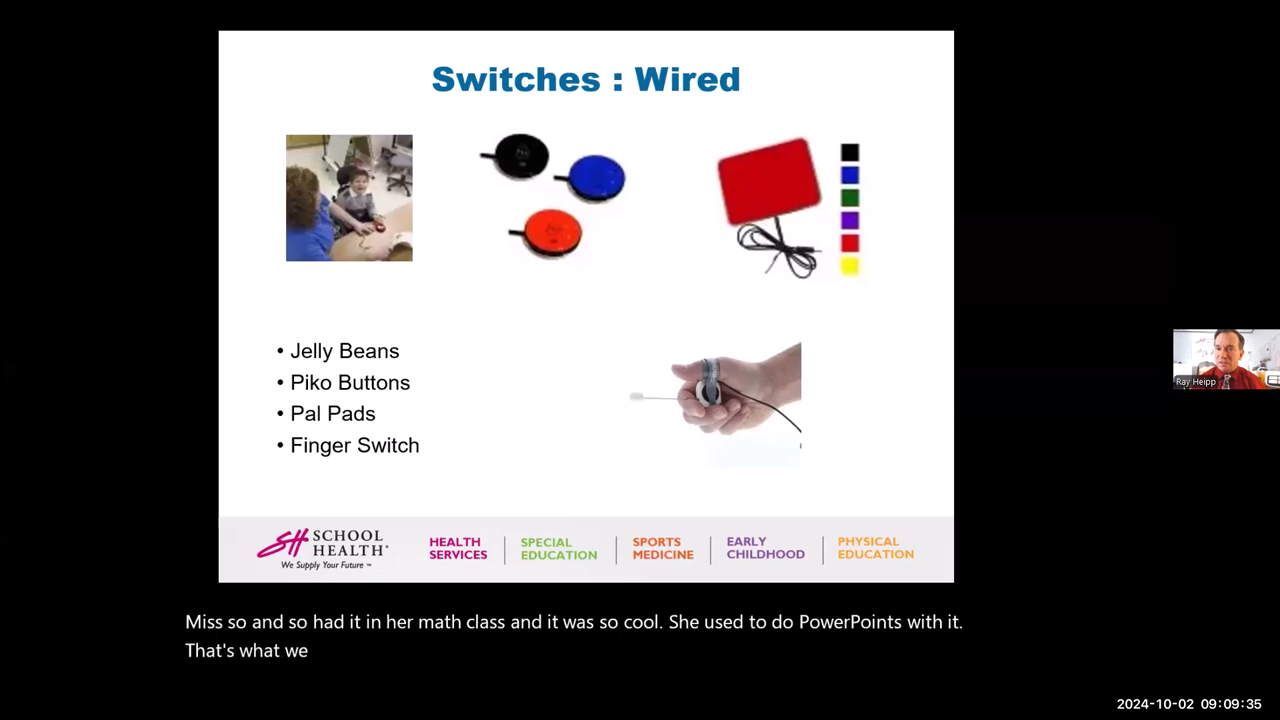 Switches : Wired
• Jelly Beans
• Piko Buttons
• Pal Pads
• Finger Switch
SH SCHOOL HEALTH®
We Supply Your Future ™
HEALTH SERVICES
SPECIAL EDUCATION
SPORTS MEDICINE
EARLY CHILDHOOD
PHYSICAL EDUCATION
Ray Heipp
Miss so and so had it in her math class and it was so cool. She used to do PowerPoints with it.
That's what we
2024-10-02 09:09:35